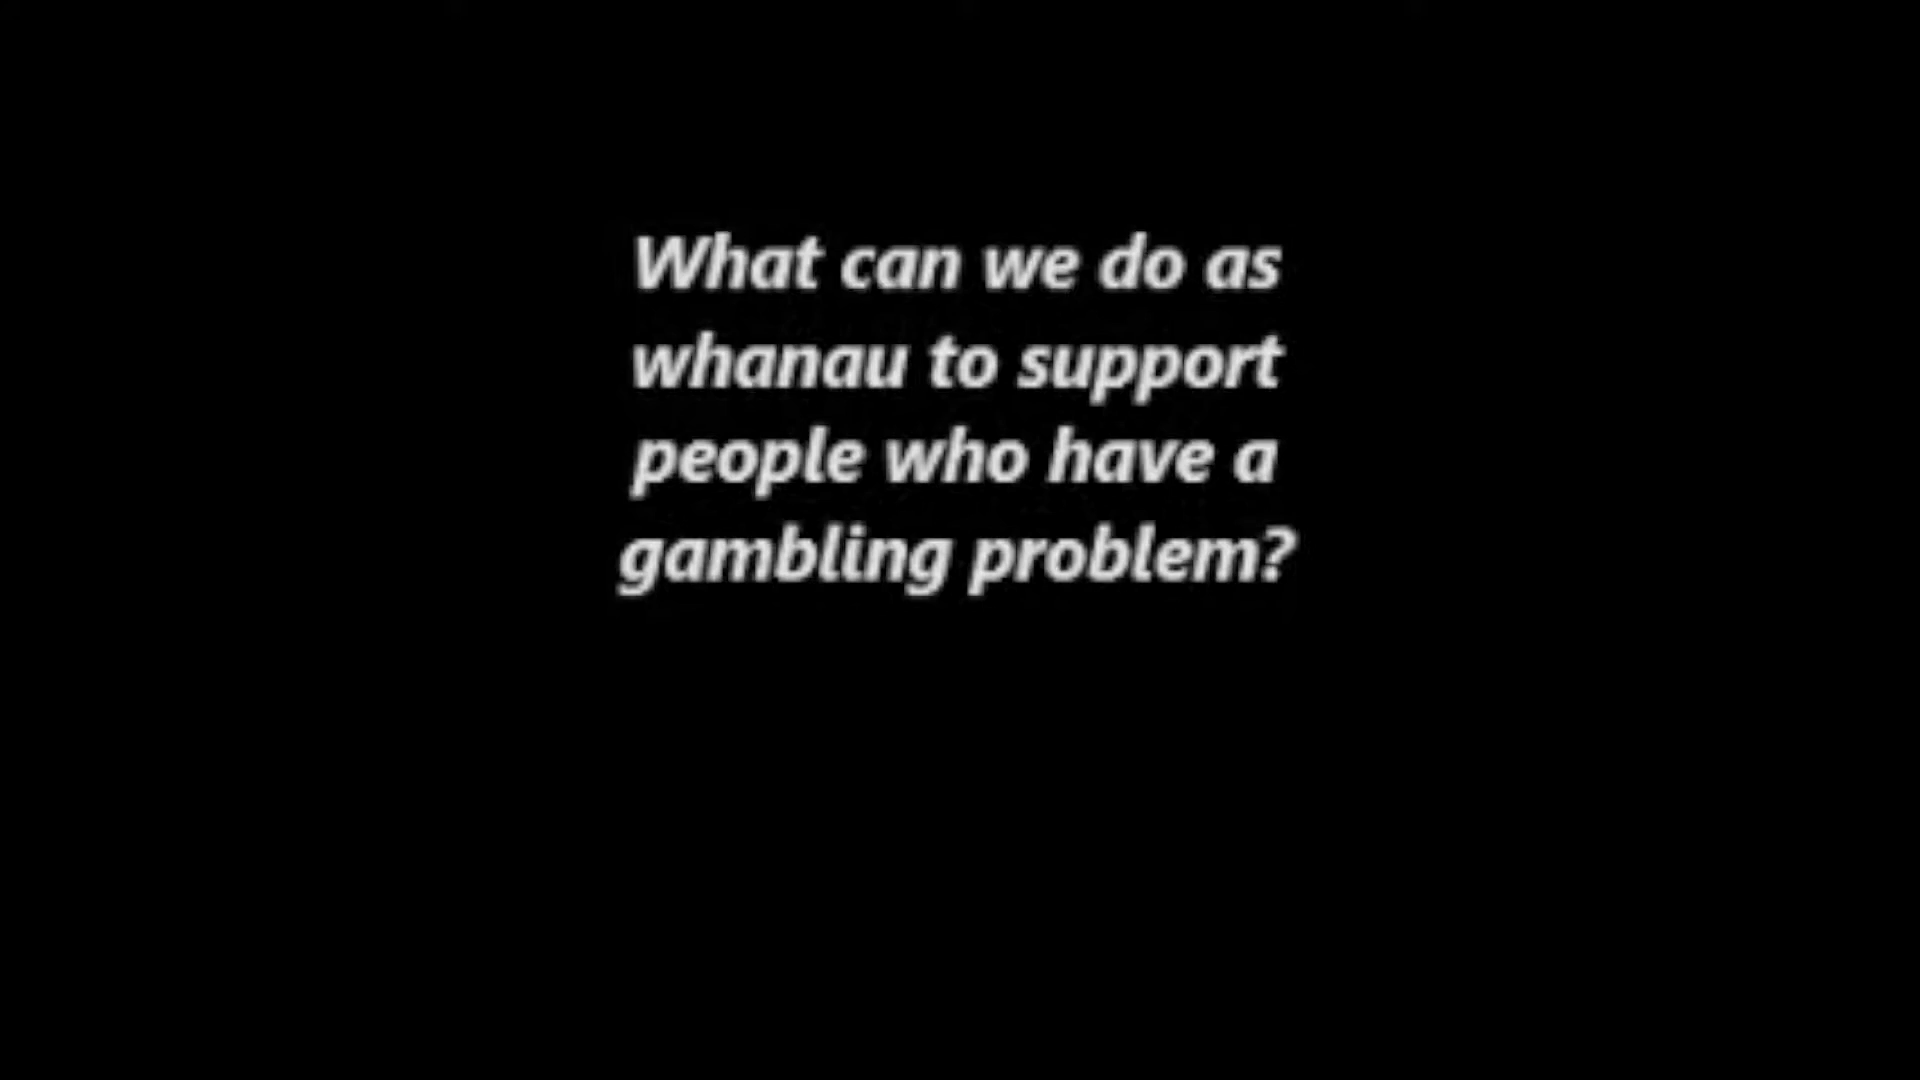 What can we do as
whanau to support
people who have a
gambling problem?